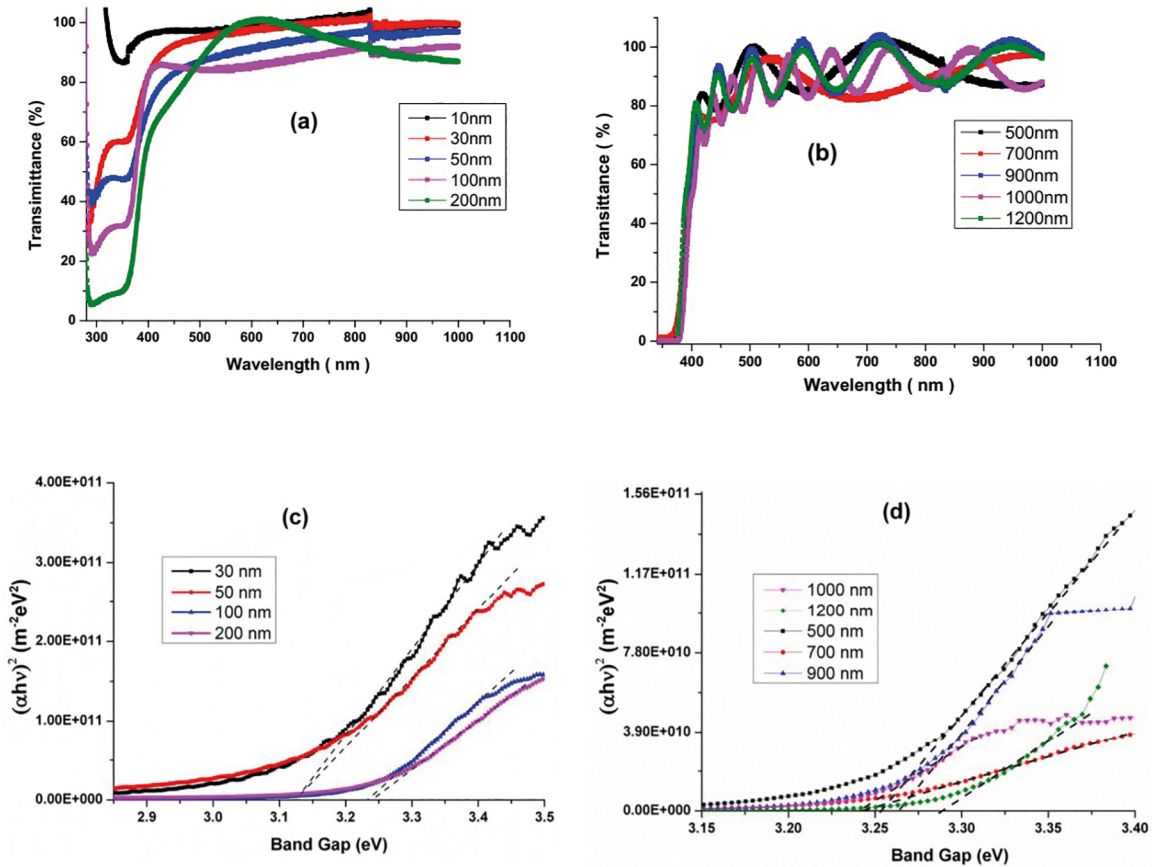 100
80
60
40
20
0
Transimittance (%)
(a)
10nm
30nm
50nm
100nm
200nm
300 400 500 600 700 800 900 1000 1100
Wavelength ( nm )
100
80
60
40
20
0
Transittance ( % )
(b)
500nm
700nm
900nm
1000nm
1200nm
400 500 600 700 800 900 1000 1100
Wavelength ( nm )
4.00E+011
3.00E+011
2.00E+011
1.00E+011
0.00E+000
(αhν)² (m⁻²eV²)
(c)
30 nm
50 nm
100 nm
200 nm
2.9 3.0 3.1 3.2 3.3 3.4 3.5
Band Gap (eV)
1.56E+011
1.17E+011
7.80E+010
3.90E+010
0.00E+000
(αhν)² (m⁻²eV²)
(d)
1000 nm
1200 nm
500 nm
700 nm
900 nm
3.15 3.20 3.25 3.30 3.35 3.40
Band Gap (eV)